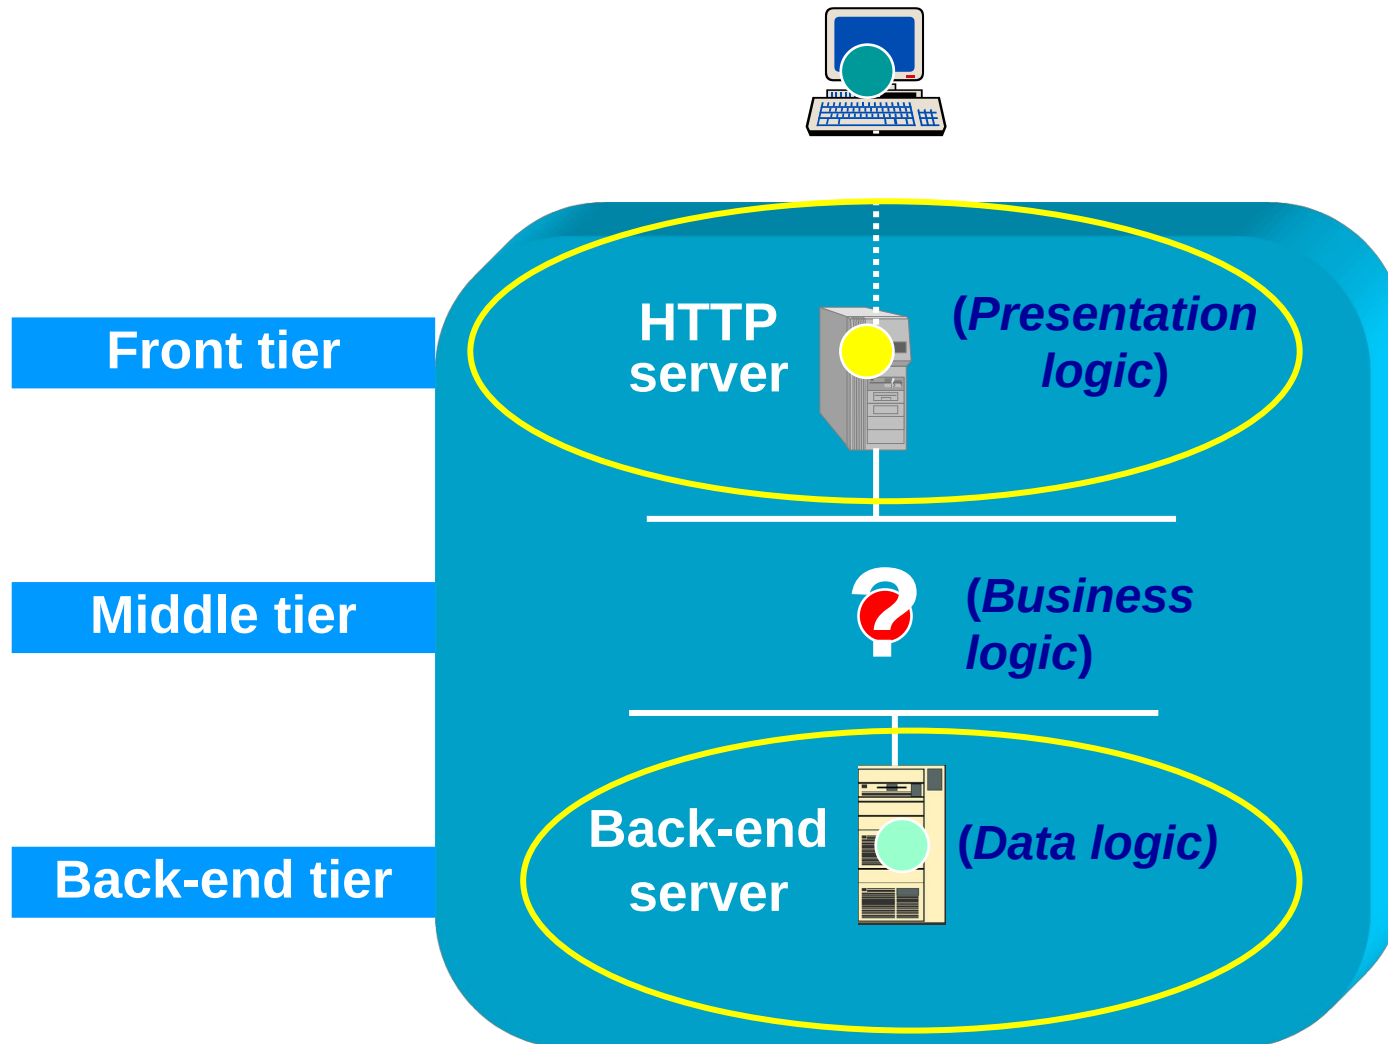 Front tier
HTTP
server
(Presentation
logic)
Middle tier
?
(Business
logic)
Back-end tier
Back-end
server
(Data logic)